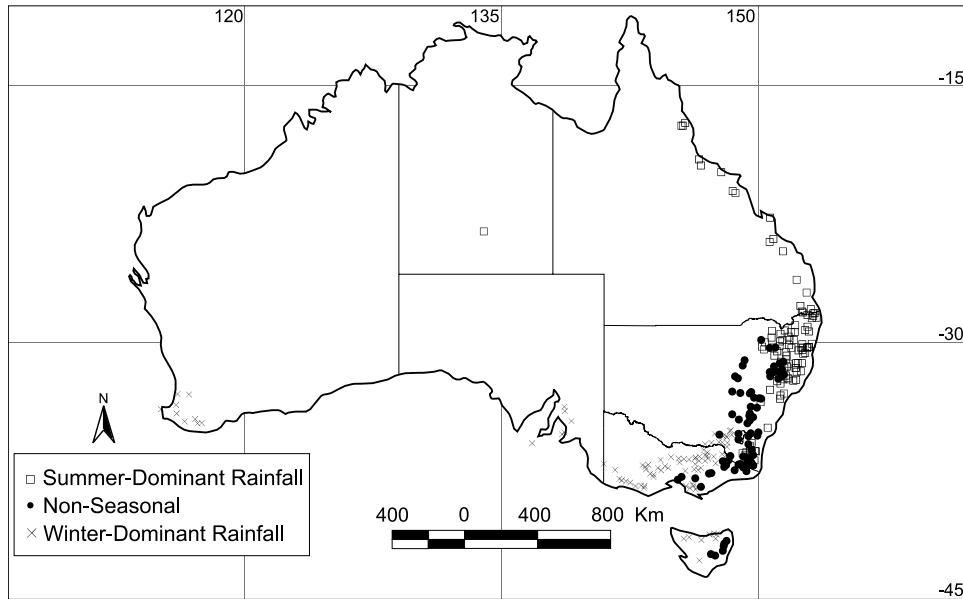 120 135 150
-15
-30
N
Summer-Dominant Rainfall
Non-Seasonal
Winter-Dominant Rainfall
400 0 400 800 Km
-45